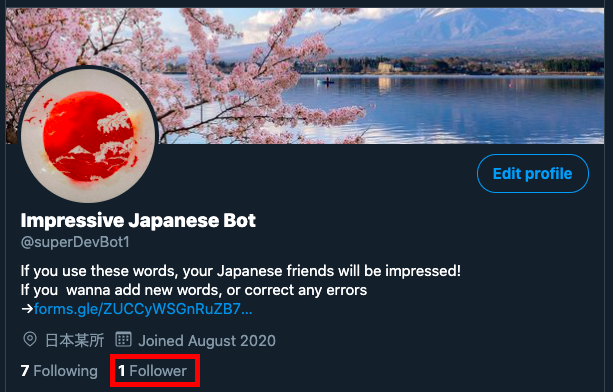 Edit profile
Impressive Japanese Bot
@superDevBot1
If you use these words, your Japanese friends will be impressed!
If you  wanna add new words, or correct any errors
→forms.gle/ZUCCyWSGnRuZB7...
日本某所 Joined August 2020
7 Following 1 Follower